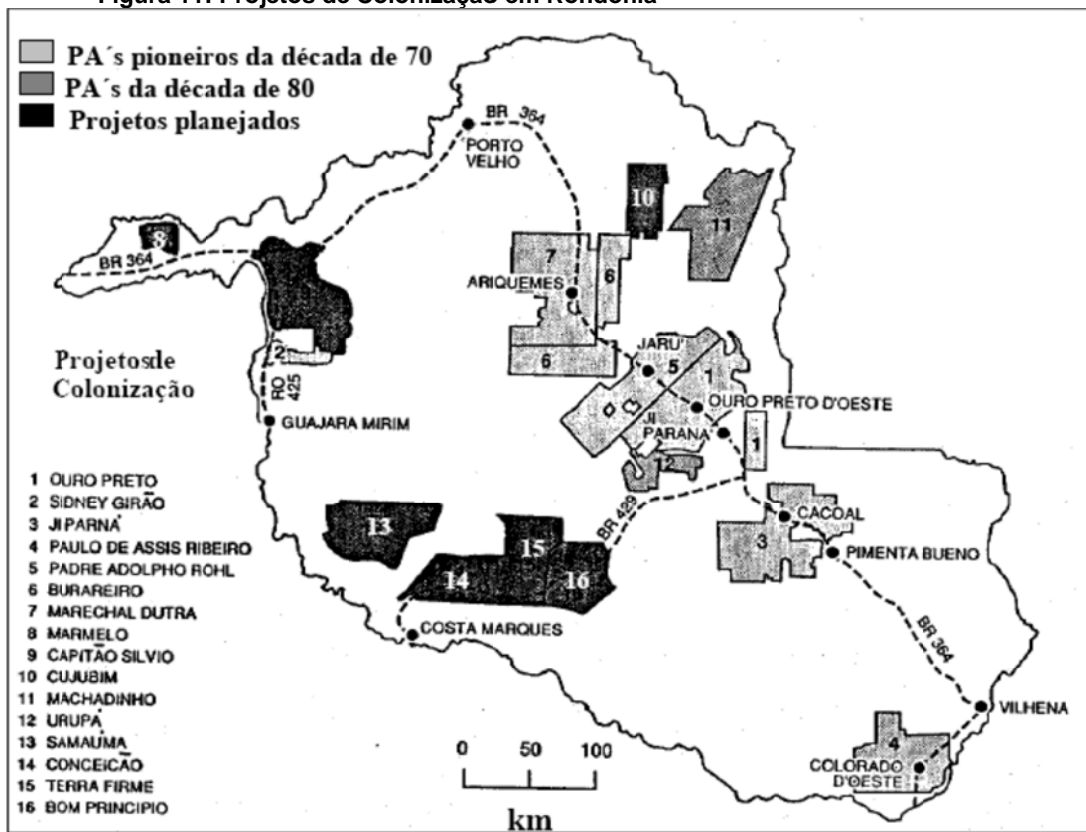 Figura 11: Projetos de Colonização em Rondônia
PA´s pioneiros da década de 70
PA´s da década de 80
Projetos planejados
BR 364
PORTO
VELHO
10
11
8
BR 364
7
6
ARIQUEMES
6
2
RO 425
JARU'
5
1
OURO PRETO D'OESTE
JI
PARANA
1
12
GUAJARA MIRIM
Projetosde
Colonização
BR 429
CACOAL
3
PIMENTA BUENO
13
15
14
16
COSTA MARQUES
BR 364
VILHENA
4
COLORADO
D'OESTE
1 OURO PRETO
2 SIDNEY GIRÃO
3 JIPARNÁ
4 PAULO DE ASSIS RIBEIRO
5 PADRE ADOLPHO ROHL
6 BURAREIRO
7 MARECHAL DUTRA
8 MARMELO
9 CAPITÃO SILVIO
10 CUJUBIM
11 MACHADINHO
12 URUPÁ
13 SAMAUMA
14 CONCEICÃO
15 TERRA FIRME
16 BOM PRINCIPIO
0 50 100
km